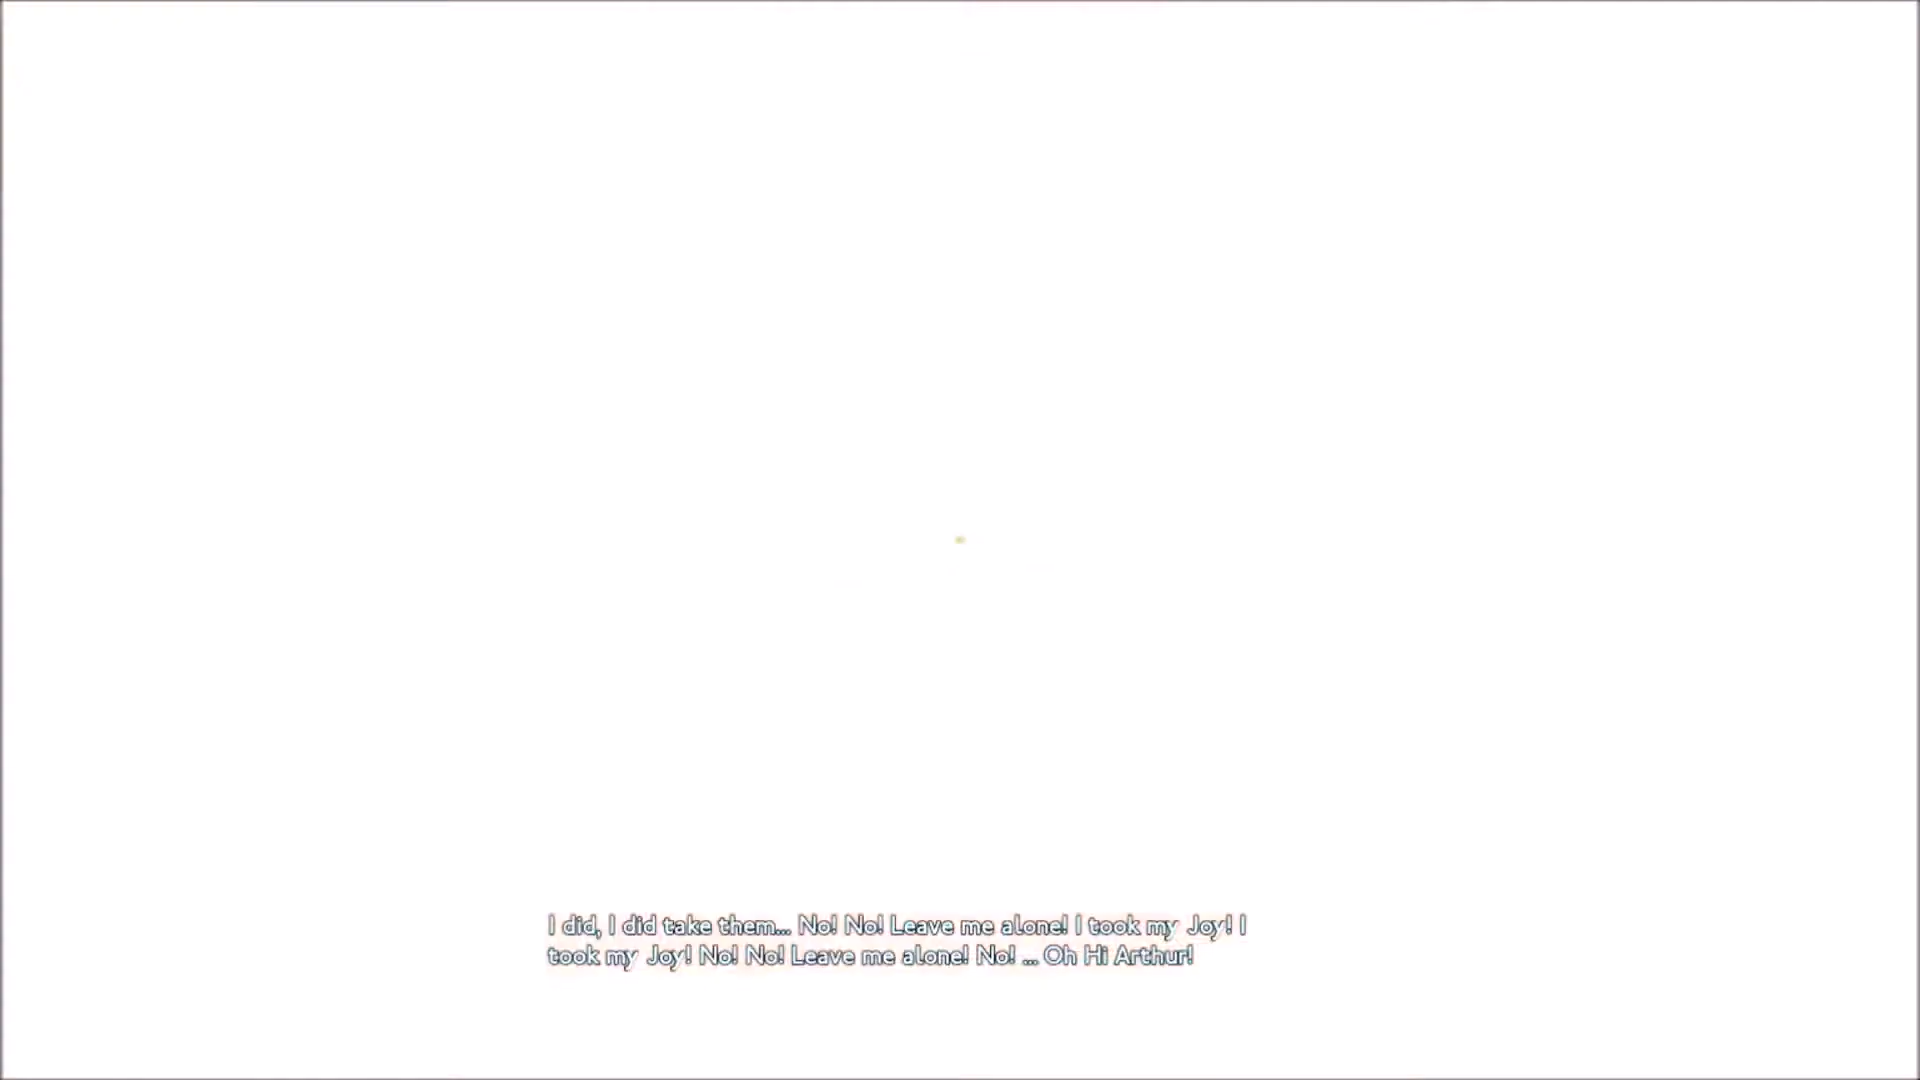 I did, I did take them... No! No! Leave me alone! I took my Joy! I
took my Joy! No! No! Leave me alone! No! ... Oh Hi Arthur!